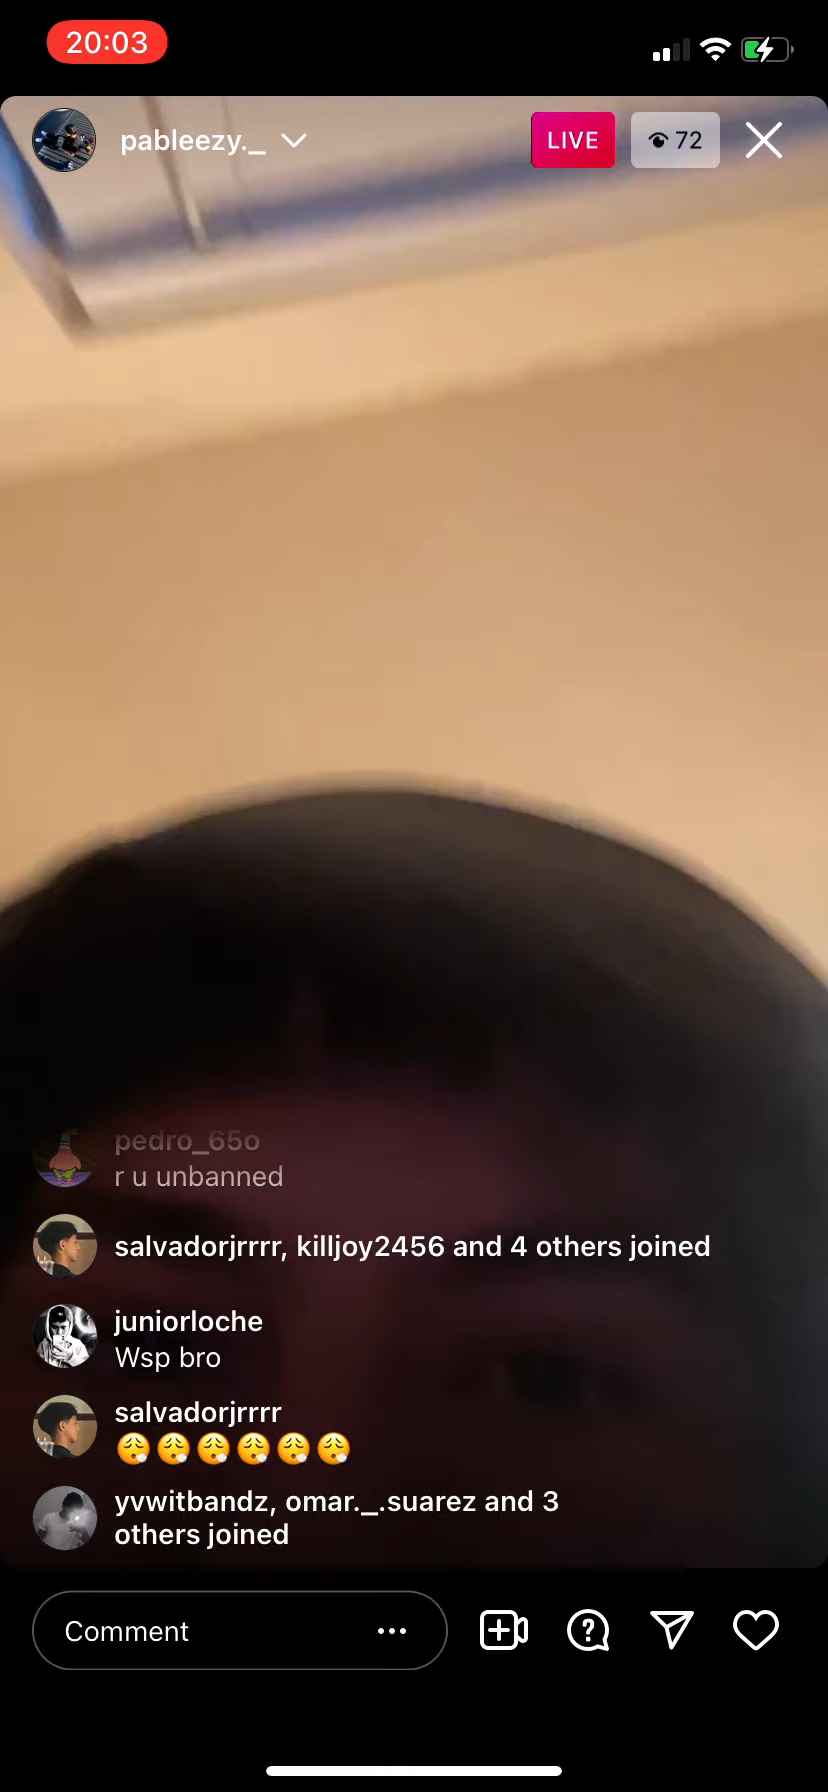 20:03
pableezy._
LIVE
72
pedro_65o
r u unbanned
salvadorjrrrr, killjoy2456 and 4 others joined
juniorloche
Wsp bro
salvadorjrrrr
😮‍💨😮‍💨😮‍💨😮‍💨😮‍💨😮‍💨
yvwitbandz, omar._.suarez and 3
others joined
Comment